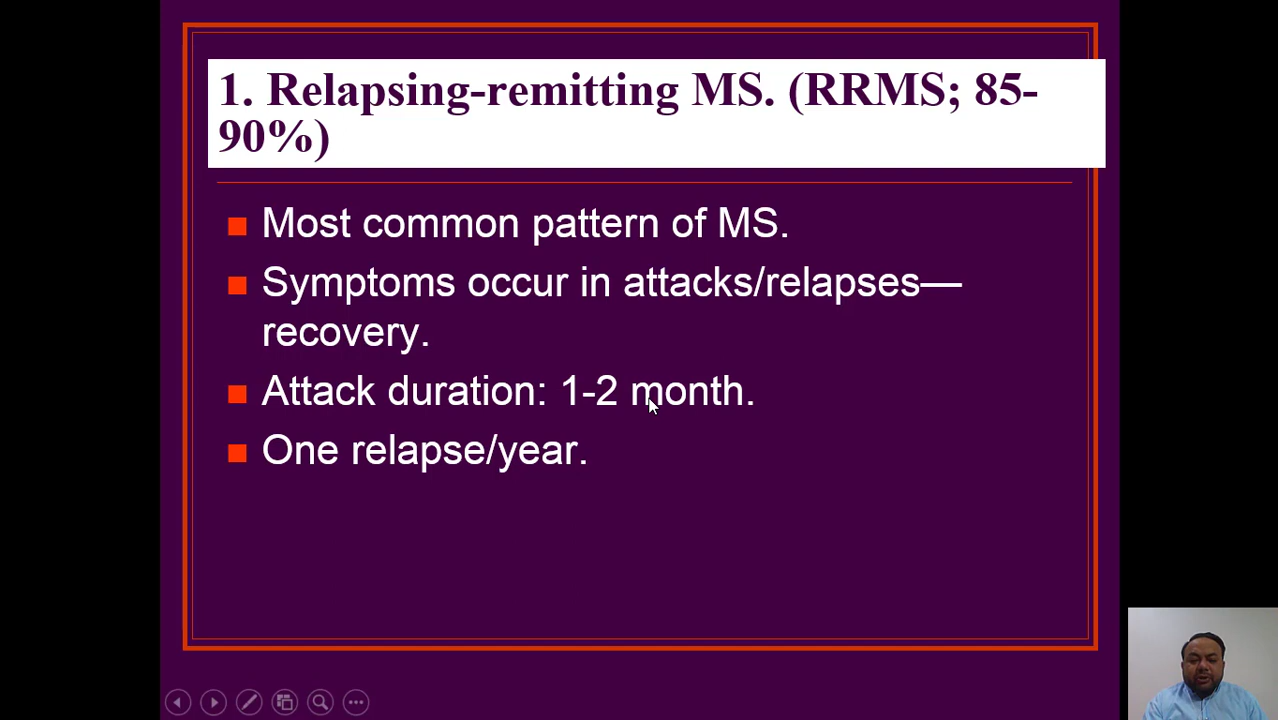 1. Relapsing-remitting MS. (RRMS; 85-
90%)
Most common pattern of MS.
Symptoms occur in attacks/relapses—
recovery.
Attack duration: 1-2 month.
One relapse/year.